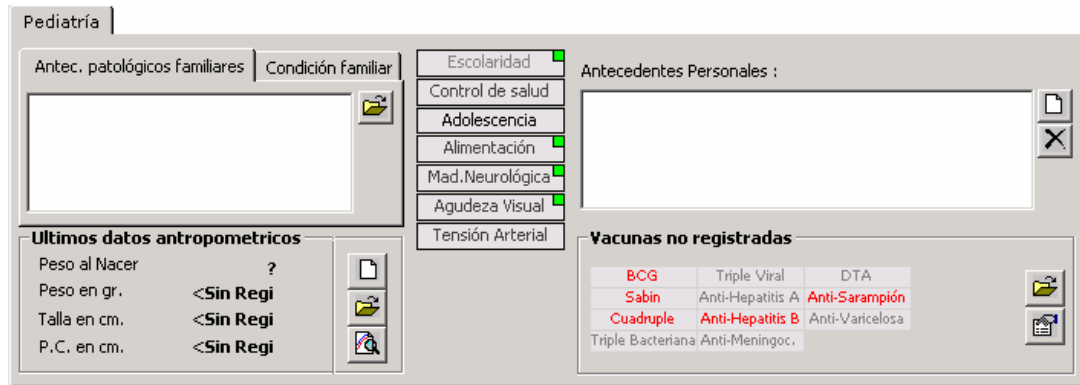 Pediatría
Antec. patológicos familiares
Condición familiar
Escolaridad
Control de salud
Adolescencia
Alimentación
Mad.Neurológica
Agudeza Visual
Tensión Arterial
Antecedentes Personales :
Ultimos datos antropometricos
Peso al Nacer ?
Peso en gr. <Sin Regi
Talla en cm. <Sin Regi
P.C. en cm. <Sin Regi
Vacunas no registradas
BCG Triple Viral DTA
Sabin Anti-Hepatitis A Anti-Sarampión
Cuadruple Anti-Hepatitis B Anti-Varicelosa
Triple Bacteriana Anti-Meningoc.